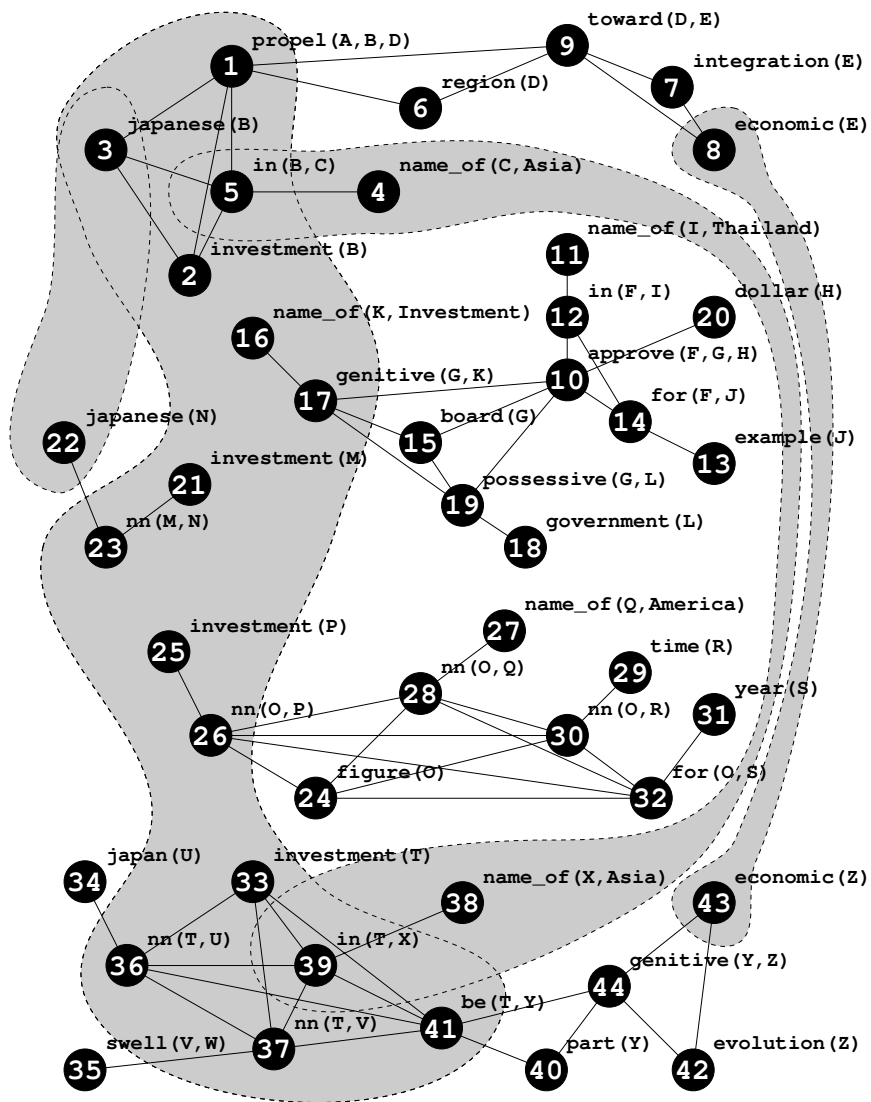 toward(D,E)
propel(A,B,D)
9
integration(E)
1
region(D)
7
6
economic(E)
japanese(B)
8
3
in(B,C)
name_of(C,Asia)
5
4
name_of(I,Thailand)
investment(B)
11
2
in(F,I)
dollar(H)
name_of(K,Investment)
12
20
16
approve(F,G,H)
genitive(G,K)
10
for(F,J)
17
board(G)
14
japanese(N)
example(J)
22
15
13
investment(M)
possessive(G,L)
21
19
nn(M,N)
government(L)
23
18
name_of(Q,America)
investment(P)
27
time(R)
25
nn(O,Q)
29
year(S)
28
nn(O,P)
nn(O,R)
31
26
30
figure(O)
for(O,S)
24
32
japan(U)
investment(T)
name_of(X,Asia)
economic(Z)
34
33
38
43
nn(T,U)
in(T,X)
genitive(Y,Z)
36
39
44
be(T,Y)
nn(T,V)
41
swell(V,W)
37
part(Y)
evolution(Z)
35
40
42